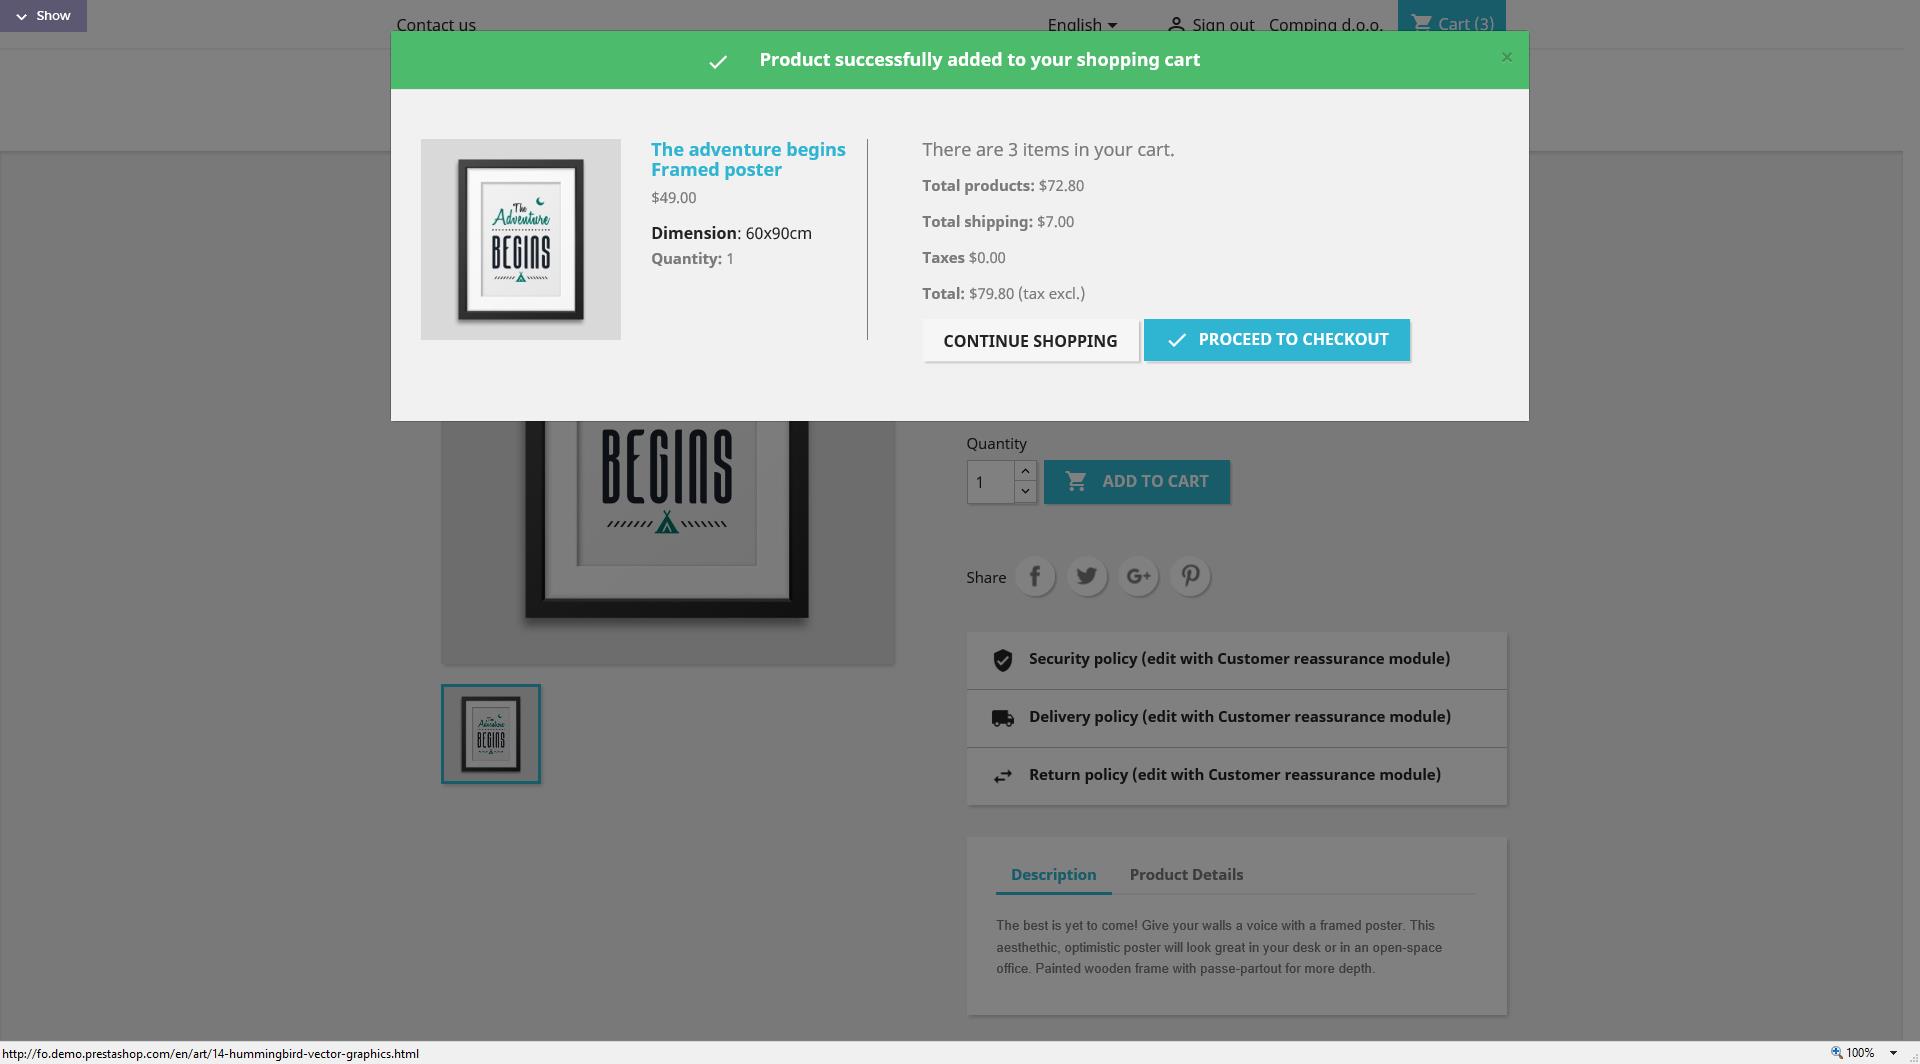 Show
Contact us
English
Sign out
Comping d.o.o.
Cart (3)
Product successfully added to your shopping cart
×
The
Adventure
BEGINS
The adventure begins
Framed poster
$49.00
Dimension: 60x90cm
Quantity: 1
There are 3 items in your cart.
Total products: $72.80
Total shipping: $7.00
Taxes $0.00
Total: $79.80 (tax excl.)
CONTINUE SHOPPING
PROCEED TO CHECKOUT
BEGINS
Quantity
1
ADD TO CART
Share
The
Adventure
BEGINS
Security policy (edit with Customer reassurance module)
Delivery policy (edit with Customer reassurance module)
Return policy (edit with Customer reassurance module)
Description
Product Details
The best is yet to come! Give your walls a voice with a framed poster. This
aesthethic, optimistic poster will look great in your desk or in an open-space
office. Painted wooden frame with passe-partout for more depth.
http://fo.demo.prestashop.com/en/art/14-hummingbird-vector-graphics.html
100%